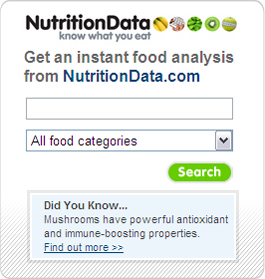 NutritionData
know what you eat
Get an instant food analysis
from NutritionData.com
All food categories
Search
Did You Know...
Mushrooms have powerful antioxidant
and immune-boosting properties.
Find out more >>